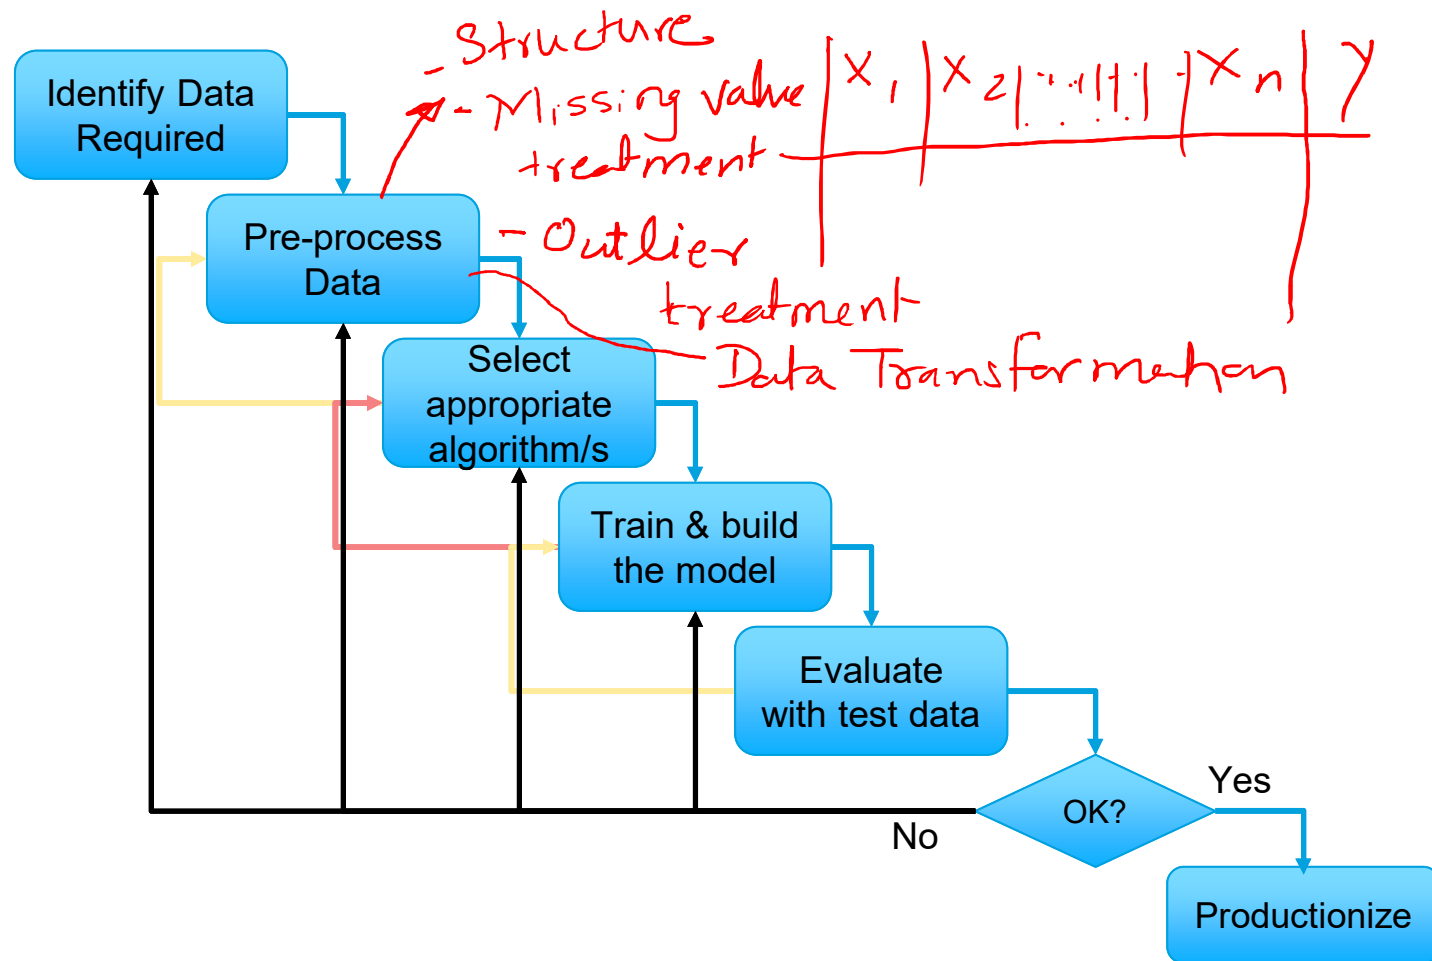 - Structure
Identify Data
Required
- Missing value
treatment
X1 X2 Xn Y
Pre-process
Data
- Outlier
treatment
- Data Transformation
Select
appropriate
algorithm/s
Train & build
the model
Evaluate
with test data
OK?
Yes
No
Productionize